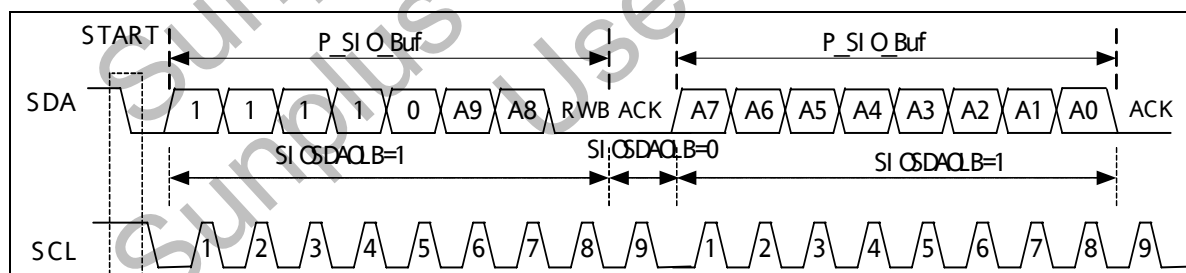 START P_SIO_Buf P_SIO_Buf
SDA 1 1 1 1 0 A9 A8 RWB ACK A7 A6 A5 A4 A3 A2 A1 A0 ACK
SIOSDAOLB=1 SIOSDAOLB=0 SIOSDAOLB=1
SCL 1 2 3 4 5 6 7 8 9 1 2 3 4 5 6 7 8 9
Sunplus
Use